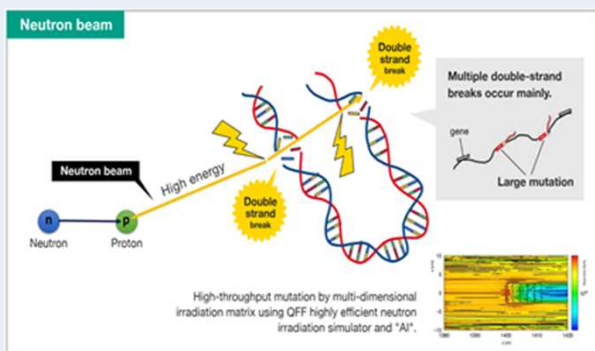 Neutron beam
Double
strand
break
Multiple double-strand
breaks occur mainly.
gene
Large mutation
Neutron beam
High energy
Double
strand
break
n
p
Neutron
Proton
High-throughput mutation by multi-dimensional
irradiation matrix using QFF highly efficient neutron
irradiation simulator and "AI".